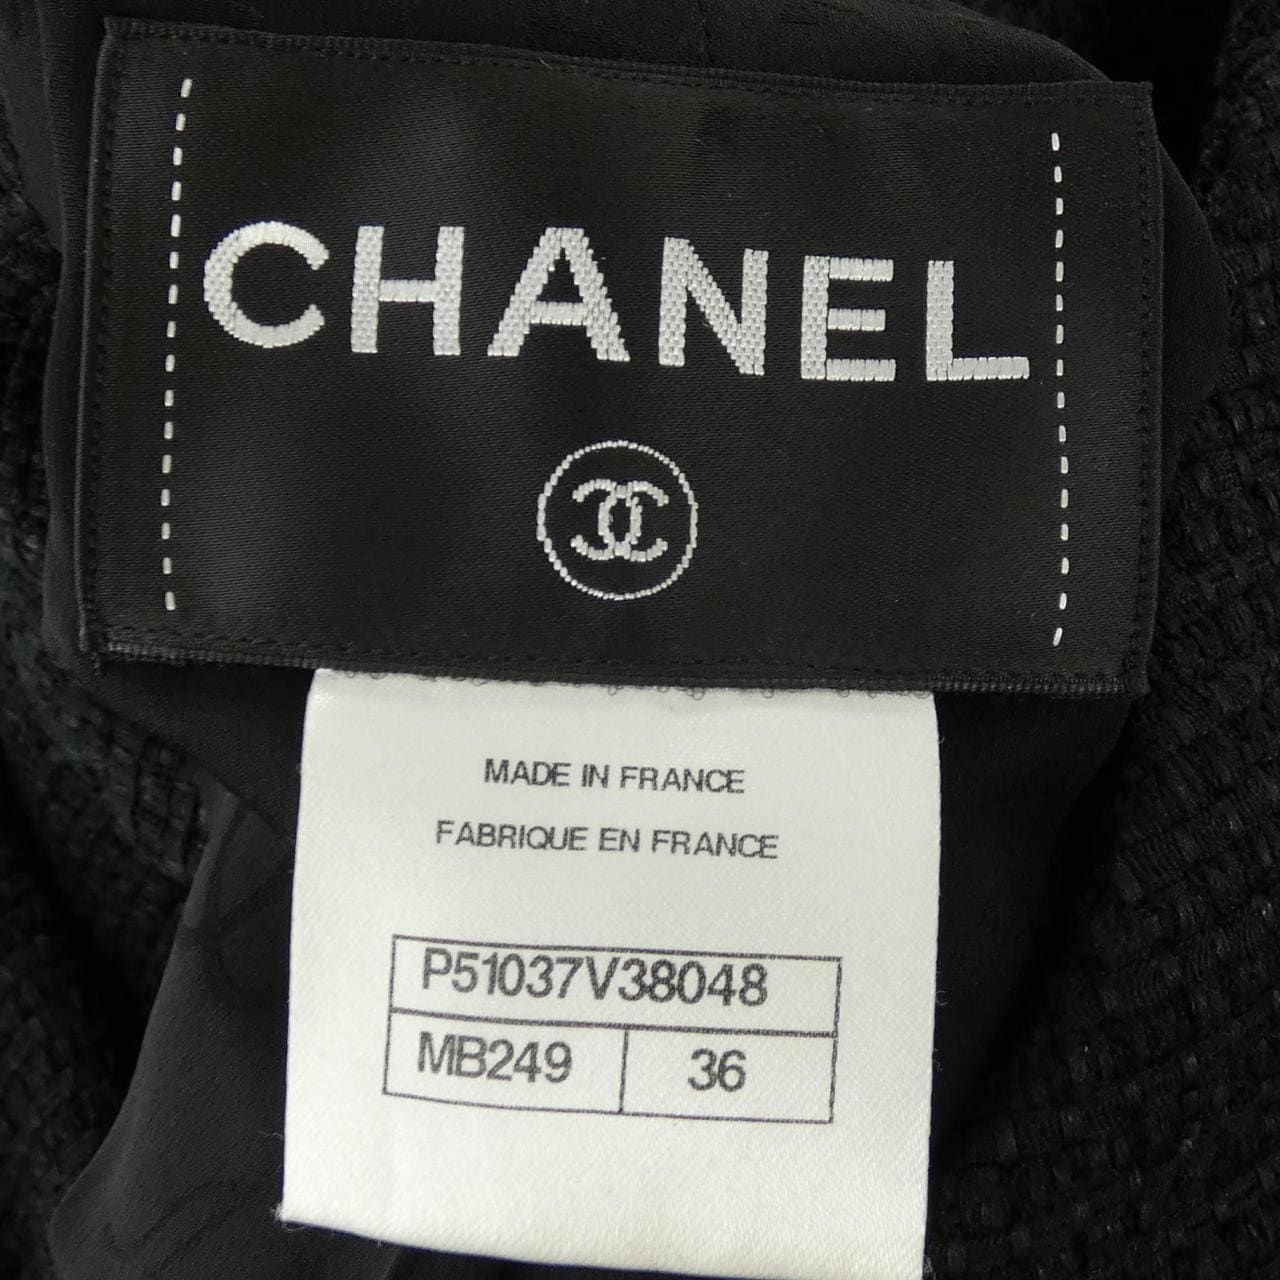 CHANEL
MADE IN FRANCE
FABRIQUE EN FRANCE
P51037V38048
MB249 36